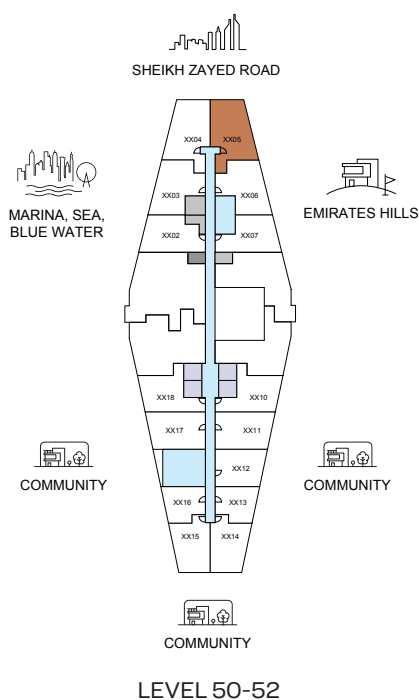 SHEIKH ZAYED ROAD
XX04 XX05
MARINA, SEA,
BLUE WATER
XX03 XX06
EMIRATES HILLS
XX02 XX07
XX18 XX10
XX17 XX11
COMMUNITY
XX12
COMMUNITY
XX16 XX13
XX15 XX14
COMMUNITY
LEVEL 50-52